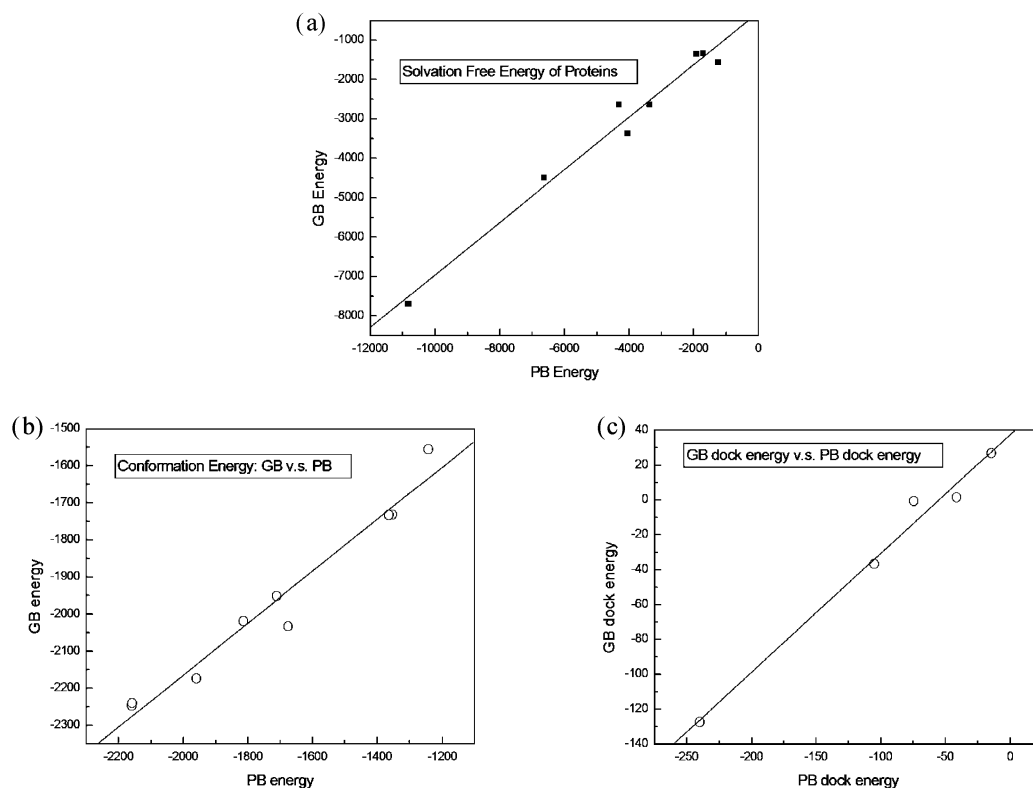 (a)
Solvation Free Energy of Proteins
-1000
-2000
-3000
-4000
-5000
-6000
-7000
-8000
GB Energy
-12000 -10000 -8000 -6000 -4000 -2000 0
PB Energy
(b)
Conformation Energy: GB v.s. PB
-1500
-1600
-1700
-1800
-1900
-2000
-2100
-2200
-2300
GB energy
-2200 -2000 -1800 -1600 -1400 -1200
PB energy
(c)
GB dock energy v.s. PB dock energy
40
20
0
-20
-40
-60
-80
-100
-120
-140
GB dock energy
-250 -200 -150 -100 -50 0
PB dock energy